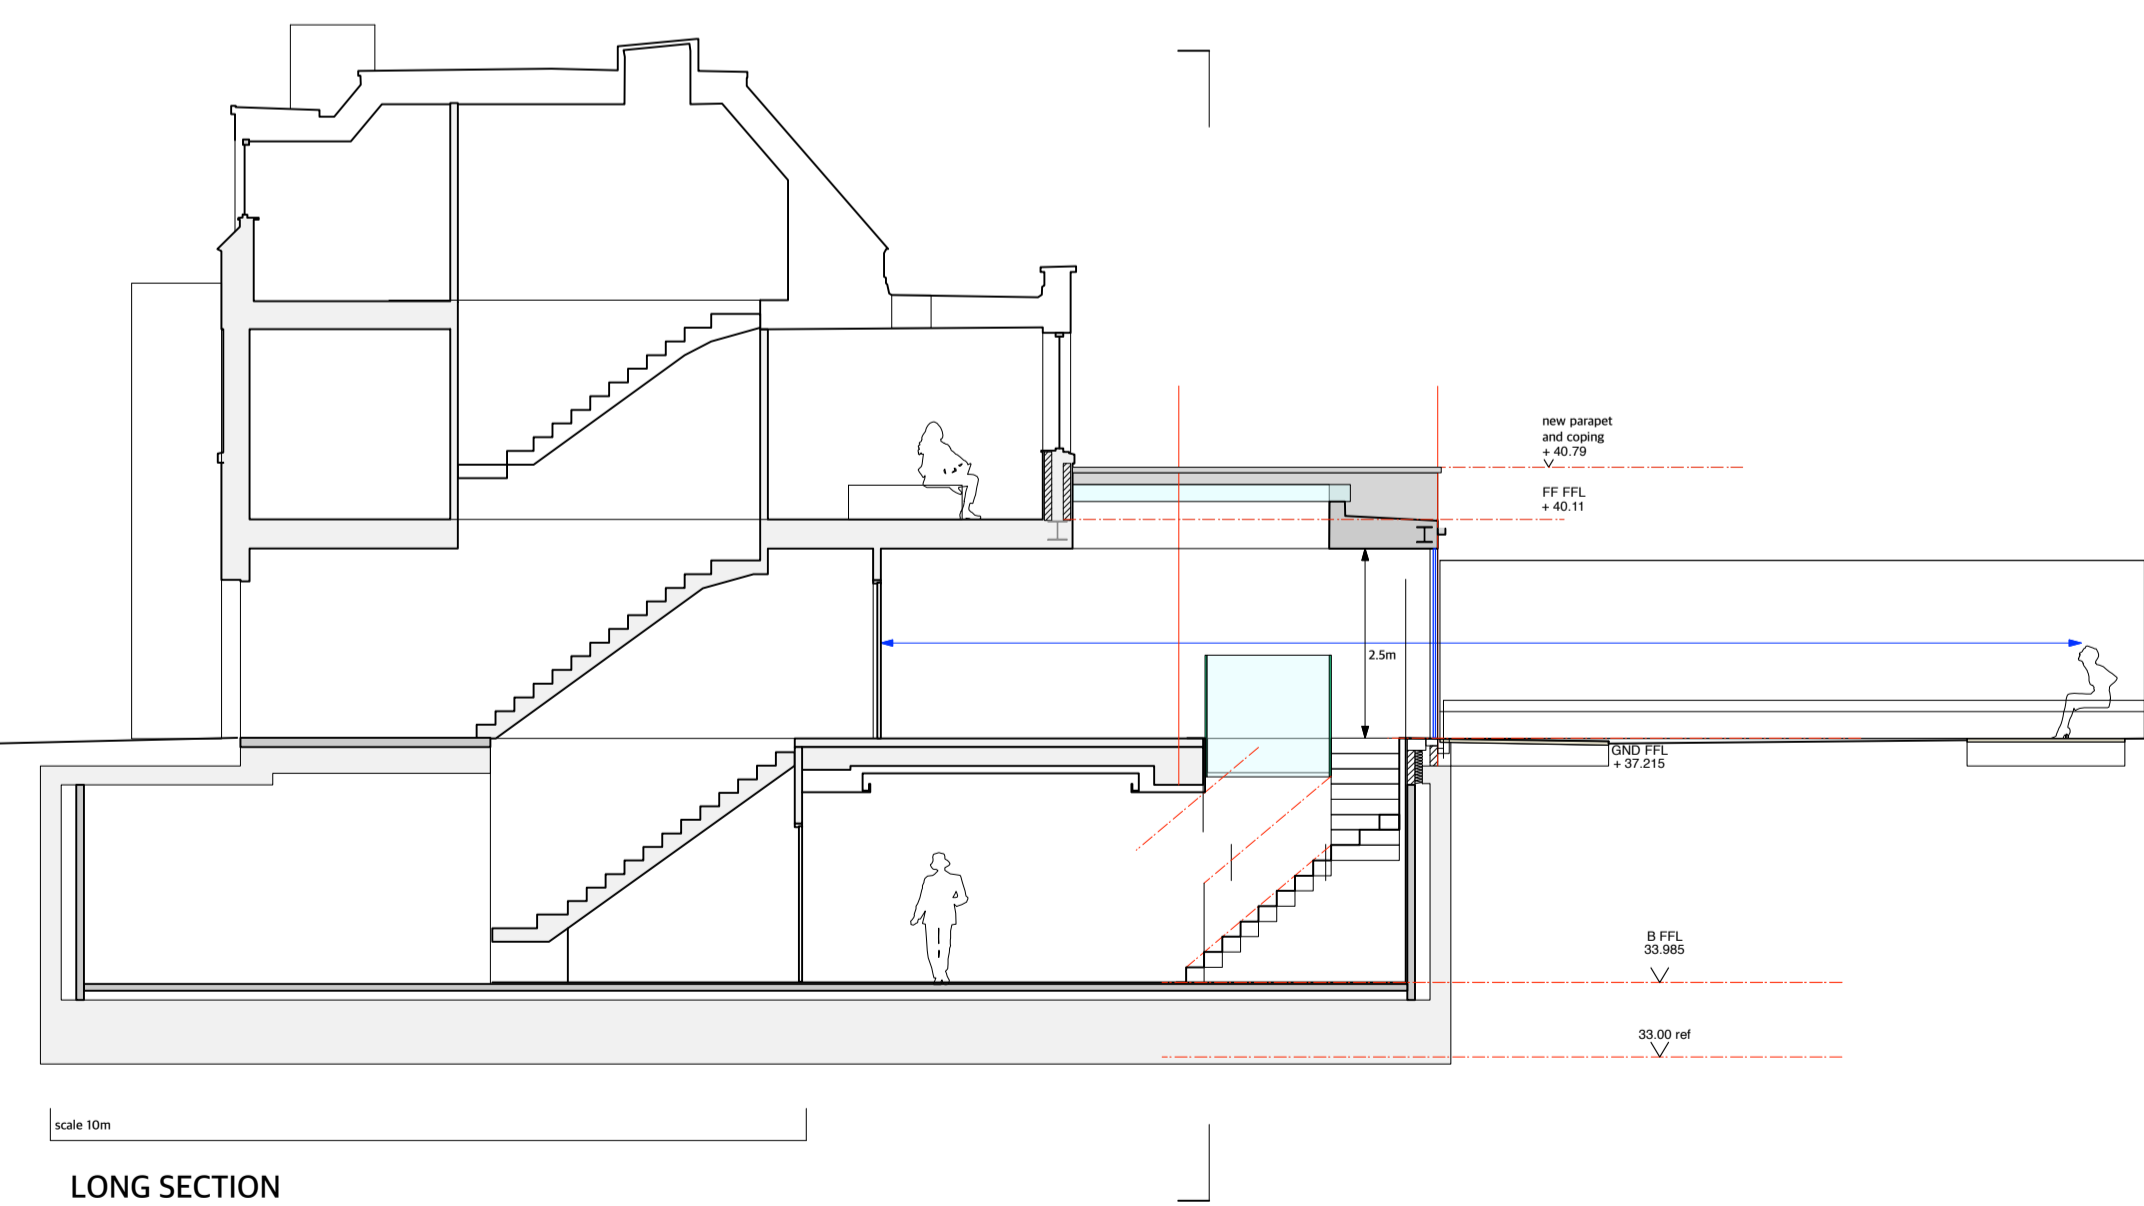 new parapet
and coping
+ 40.79
FF FFL
+ 40.11
2.5m
GND FFL
+ 37.215
B FFL
33.985
33.00 ref
scale 10m
LONG SECTION